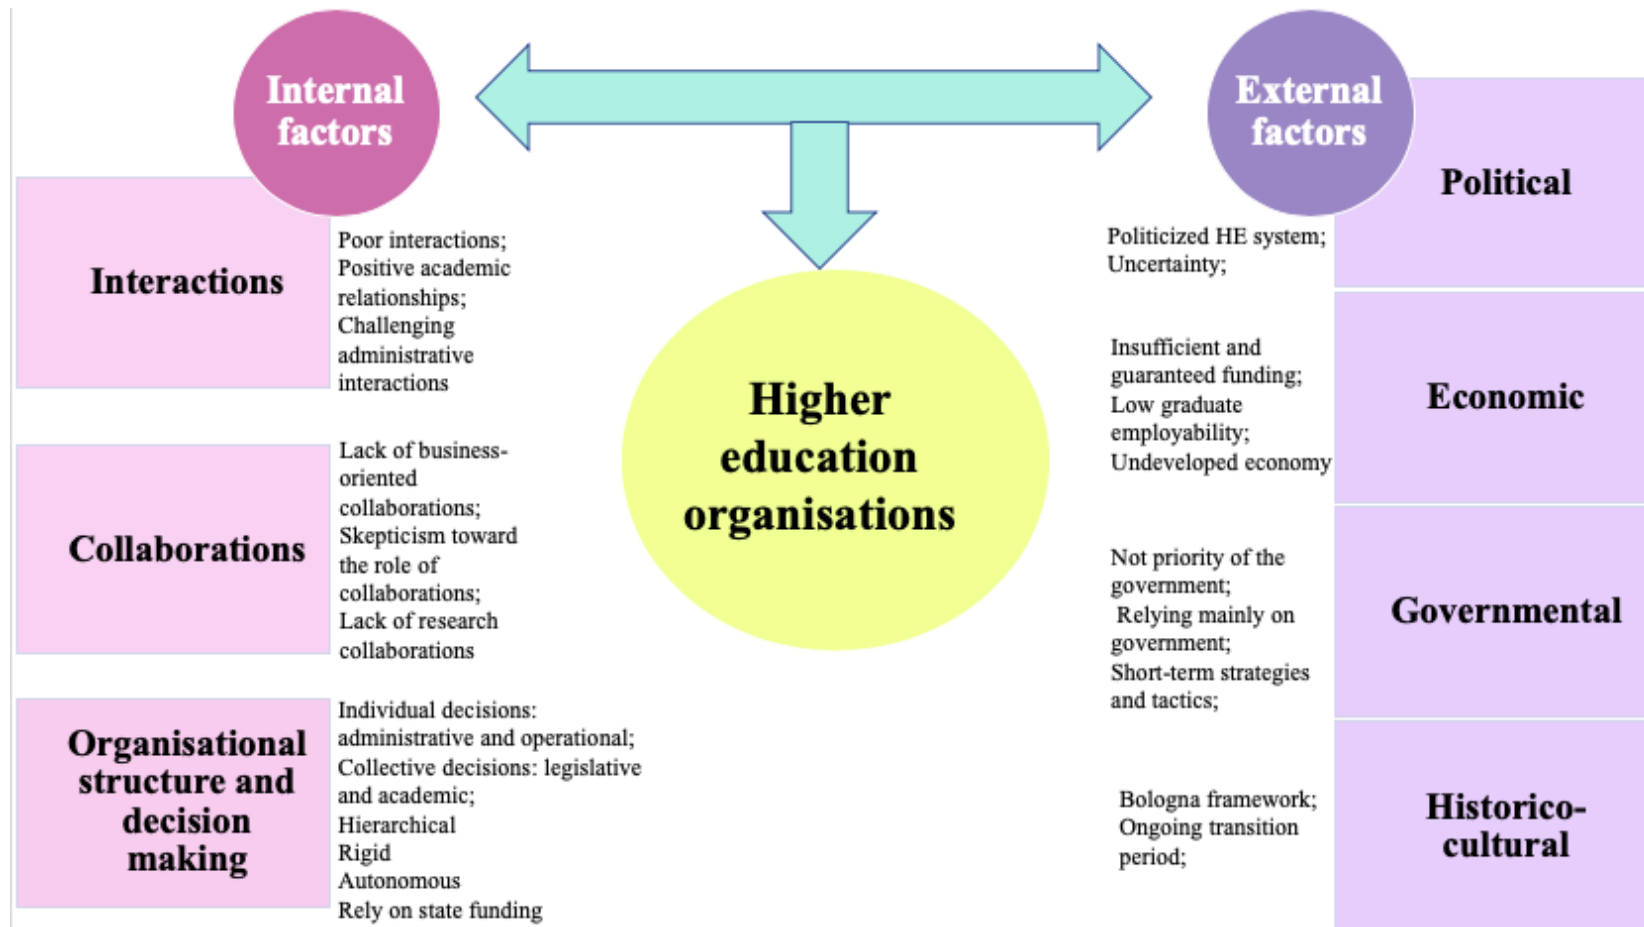 Internal
factors
Interactions
Poor interactions;
Positive academic
relationships;
Challenging
administrative
interactions
Collaborations
Lack of business-
oriented
collaborations;
Skepticism toward
the role of
collaborations;
Lack of research
collaborations
Organisational
structure and
decision
making
Individual decisions:
administrative and operational;
Collective decisions: legislative
and academic;
Hierarchical
Rigid
Autonomous
Rely on state funding
Higher
education
organisations
External
factors
Political
Politicized HE system;
Uncertainty;
Economic
Insufficient and
guaranteed funding;
Low graduate
employability;
Undeveloped economy
Governmental
Not priority of the
government;
Relying mainly on
government;
Short-term strategies
and tactics;
Historico-
cultural
Bologna framework;
Ongoing transition
period;